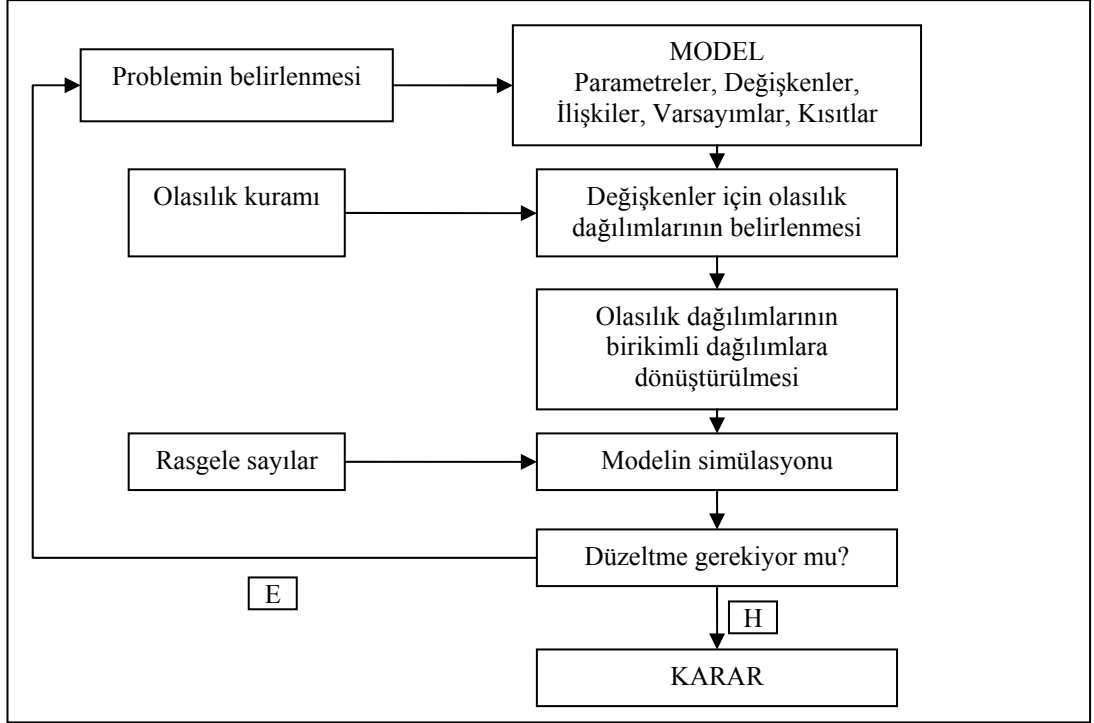 Problemin belirlenmesi
MODEL
Parametreler, Değişkenler,
İlişkiler, Varsayımlar, Kısıtlar
Olasılık kuramı
Değişkenler için olasılık
dağılımlarının belirlenmesi
Olasılık dağılımlarının
birikimli dağılımlara
dönüştürülmesi
Rasgele sayılar
Modelin simülasyonu
Düzeltme gerekiyor mu?
E
H
KARAR